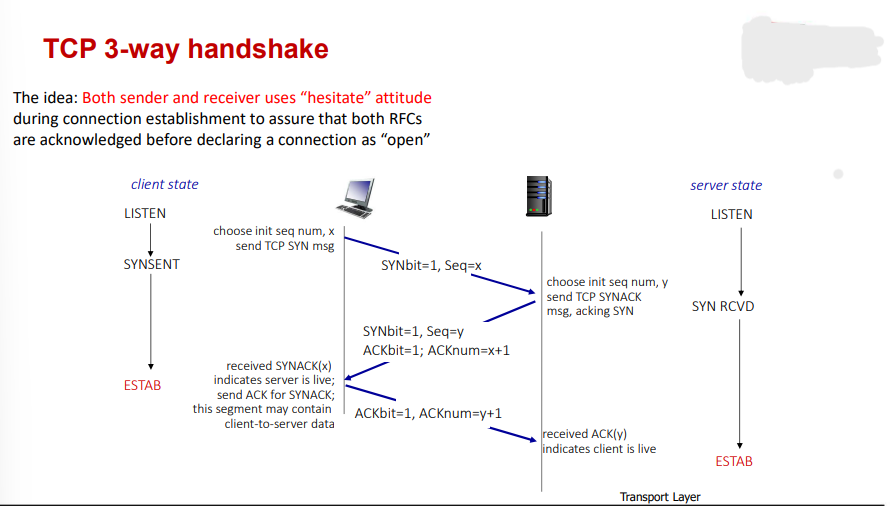 TCP 3-way handshake
The idea: Both sender and receiver uses “hesitate” attitude
during connection establishment to assure that both RFCs
are acknowledged before declaring a connection as “open”
client state
server state
LISTEN
LISTEN
choose init seq num, x
send TCP SYN msg
SYNSENT
SYNbit=1, Seq=x
choose init seq num, y
send TCP SYNACK
msg, acking SYN
SYN RCVD
SYNbit=1, Seq=y
ACKbit=1; ACKnum=x+1
received SYNACK(x)
indicates server is live;
send ACK for SYNACK;
this segment may contain
client-to-server data
ESTAB
ACKbit=1, ACKnum=y+1
received ACK(y)
indicates client is live
ESTAB
Transport Layer